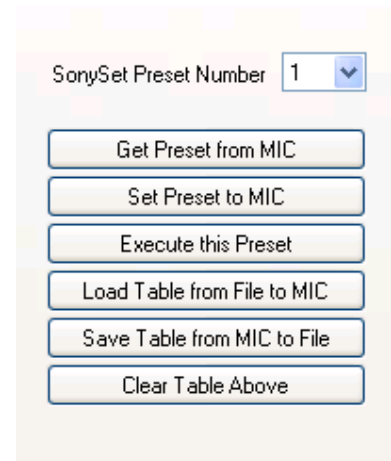 SonySet Preset Number 1
Get Preset from MIC
Set Preset to MIC
Execute this Preset
Load Table from File to MIC
Save Table from MIC to File
Clear Table Above